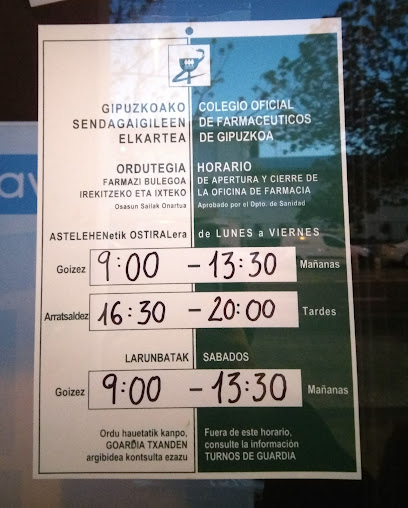 GIPUZKOAKO
SENDAGAIGILEEN
ELKARTEA
COLEGIO OFICIAL
DE FARMACEUTICOS
DE GIPUZKOA
ORDUTEGIA
FARMAZI BULEGOA
IREKITZEKO ETA IXTEKO
Osasun Sailak Onartua
HORARIO
DE APERTURA Y CIERRE DE
LA OFICINA DE FARMACIA
Aprobado por el Dpto. de Sanidad
ASTELEHENetik OSTIRALera de LUNES a VIERNES
Goizez 9:00 - 13:30 Mañanas
Arratsaldez 16:30 - 20:00 Tardes
LARUNBATAK SABADOS
Goizez 9:00 - 13:30 Mañanas
Ordu hauetatik kanpo,
GOARDIA TXANDEN
argibidea kontsulta ezazu
Fuera de este horario,
consulte la información
TURNOS DE GUARDIA